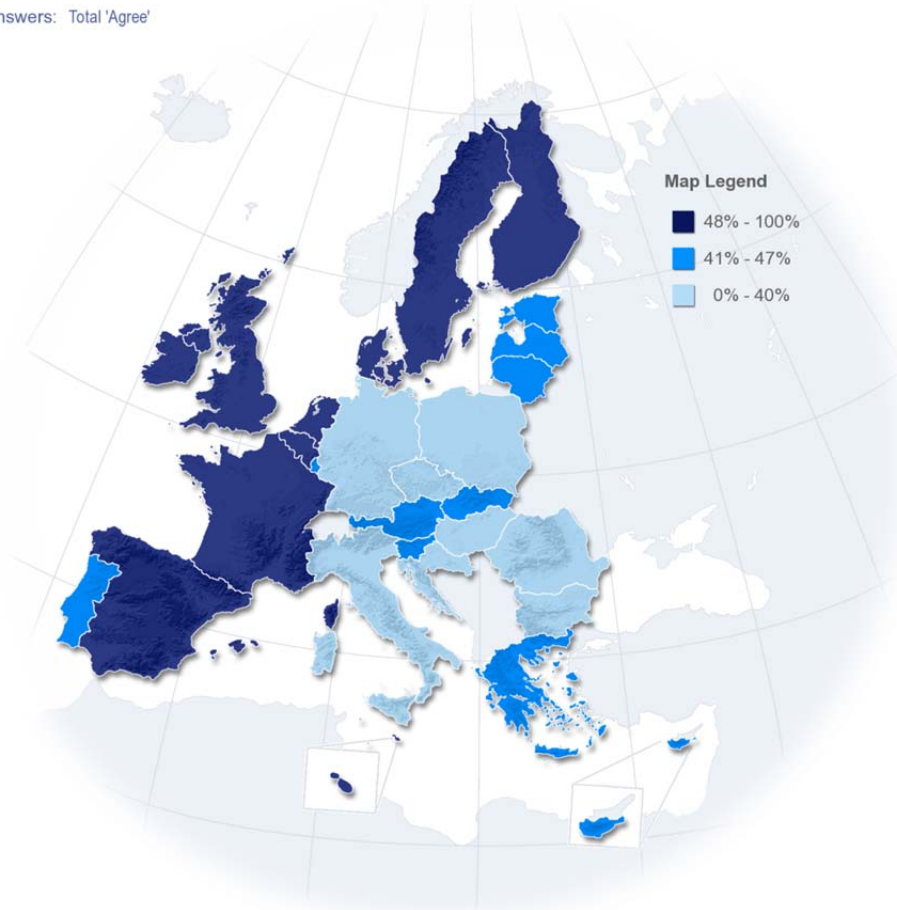 nswers: Total 'Agree'
Map Legend
48% - 100%
41% - 47%
0% - 40%